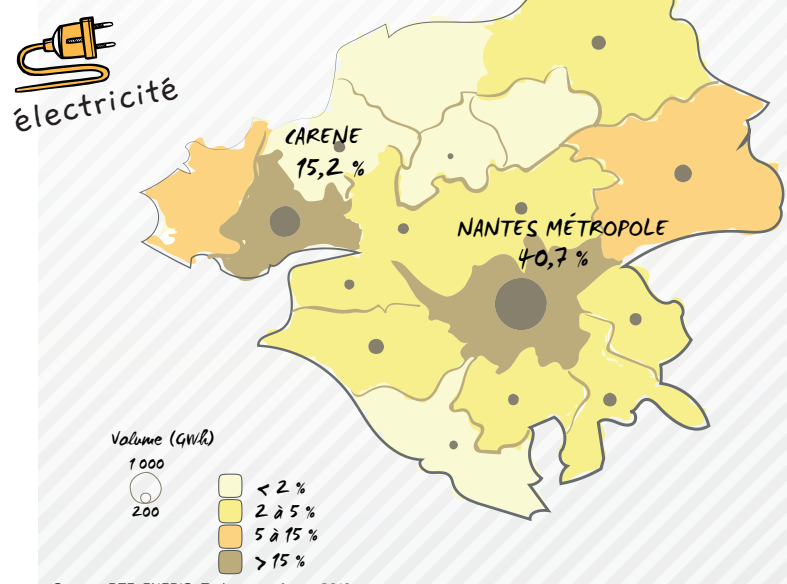 électricité
CARENE
15,2 %
NANTES MÉTROPOLE
40,7 %
Volume (GWh)
1 000
200
< 2 %
2 à 5 %
5 à 15 %
> 15 %